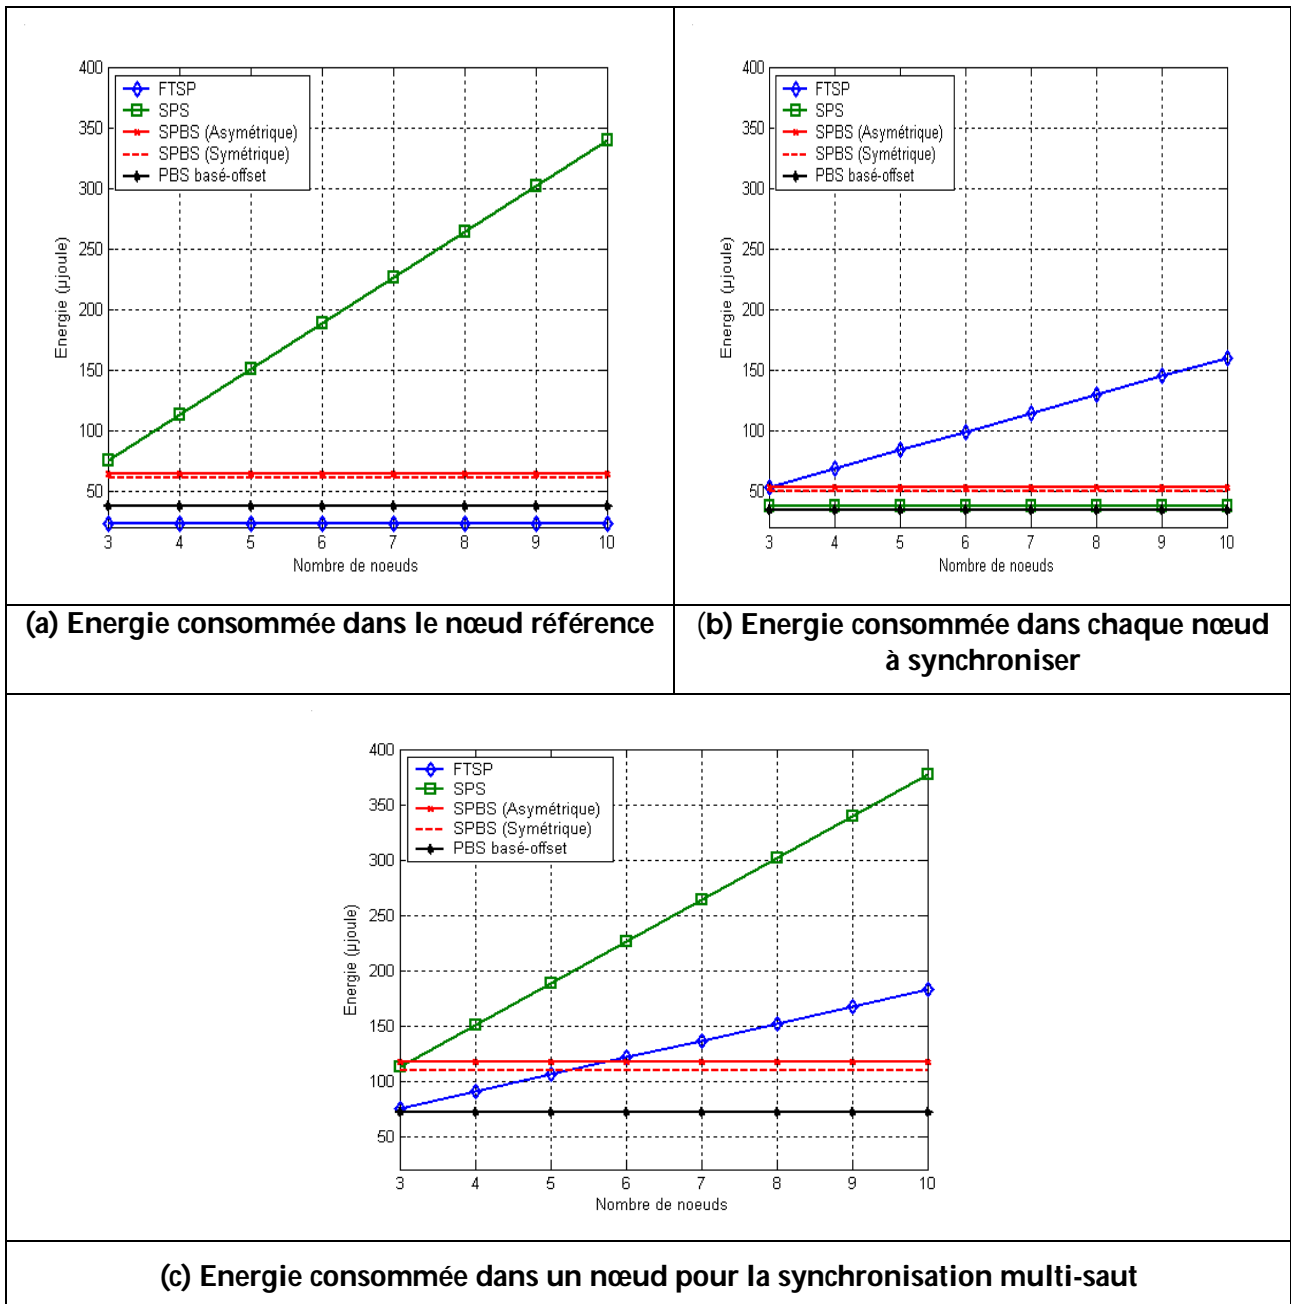 400
350
300
250
200
150
100
50
Energie (µjoule)
FTSP
SPS
SPBS (Asymétrique)
SPBS (Symétrique)
PBS basé-offset
3 4 5 6 7 8 9 10
Nombre de noeuds
400
350
300
250
200
150
100
50
Energie (µjoule)
FTSP
SPS
SPBS (Asymétrique)
SPBS (Symétrique)
PBS basé-offset
3 4 5 6 7 8 9 10
Nombre de noeuds
(a) Energie consommée dans le nœud référence
(b) Energie consommée dans chaque nœud
à synchroniser
400
350
300
250
200
150
100
50
Energie (µjoule)
FTSP
SPS
SPBS (Asymétrique)
SPBS (Symétrique)
PBS basé-offset
3 4 5 6 7 8 9 10
Nombre de noeuds
(c) Energie consommée dans un nœud pour la synchronisation multi-saut